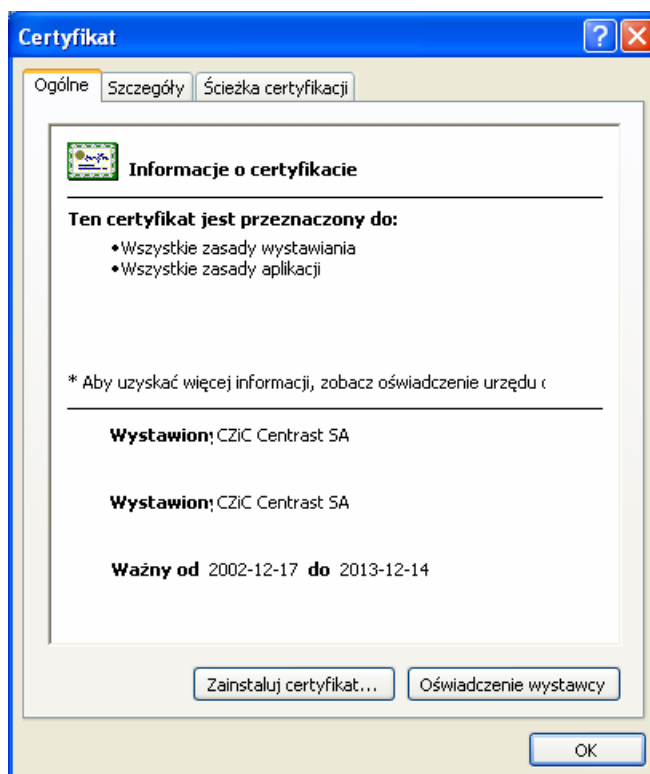 Certyfikat
Ogólne Szczegóły Ścieżka certyfikacji
Informacje o certyfikacie
Ten certyfikat jest przeznaczony do:
•Wszystkie zasady wystawiania
•Wszystkie zasady aplikacji
* Aby uzyskać więcej informacji, zobacz oświadczenie urzędu c
Wystawiony CZiC Centrast SA
Wystawiony CZiC Centrast SA
Ważny od 2002-12-17 do 2013-12-14
Zainstaluj certyfikat... Oświadczenie wystawcy
OK